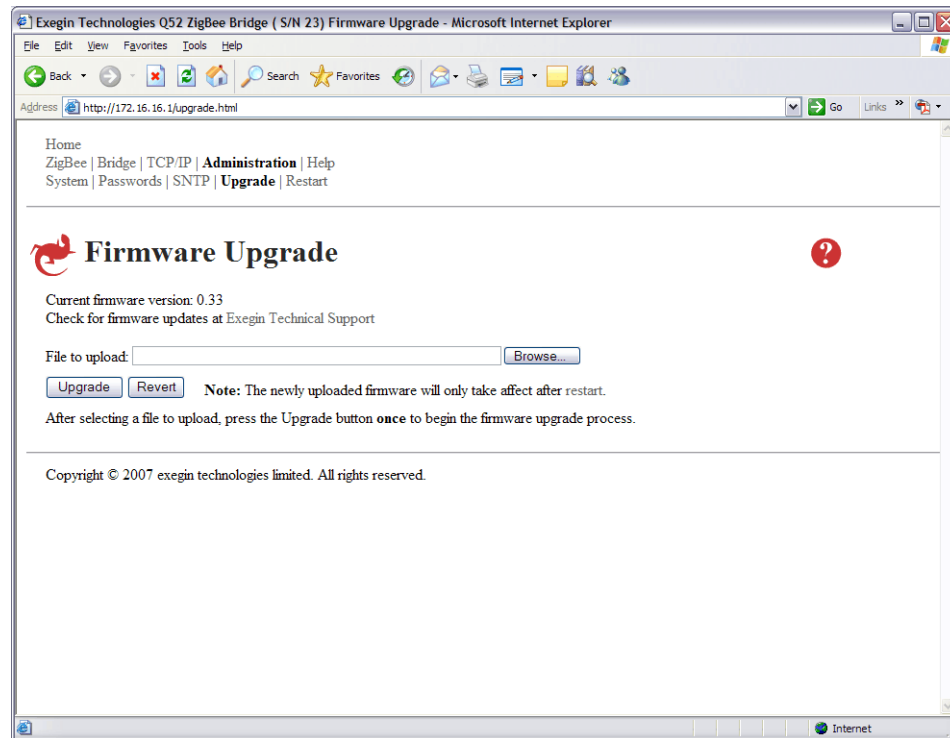 Exegin Technologies Q52 ZigBee Bridge ( S/N 23) Firmware Upgrade - Microsoft Internet Explorer
File Edit View Favorites Tools Help
Back Search Favorites
Address http://172.16.16.1/upgrade.html Go Links »
Home
ZigBee | Bridge | TCP/IP | Administration | Help
System | Passwords | SNTP | Upgrade | Restart
Firmware Upgrade ?
Current firmware version: 0.33
Check for firmware updates at Exegin Technical Support
File to upload: Browse...
Upgrade Revert Note: The newly uploaded firmware will only take affect after restart.
After selecting a file to upload, press the Upgrade button once to begin the firmware upgrade process.
Copyright © 2007 exegin technologies limited. All rights reserved.
Internet